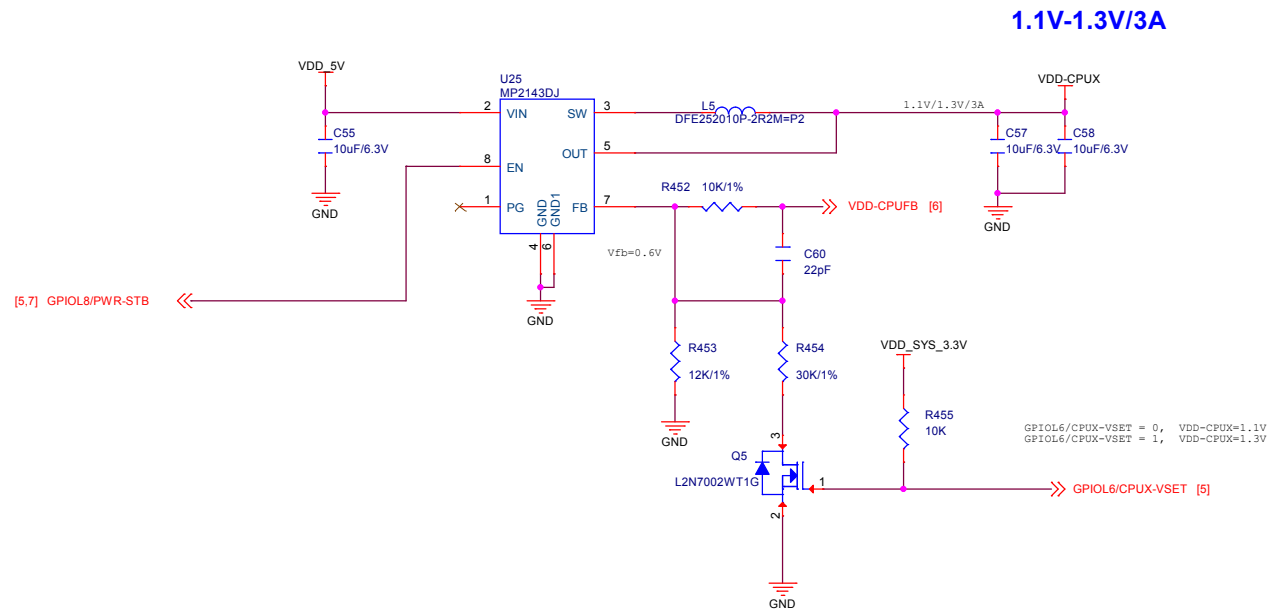 1.1V-1.3V/3A
VDD_5V
U25
MP2143DJ
VDD-CPUX
2 VIN SW 3
L5
DFE252010P-2R2M=P2
1.1V/1.3V/3A
C55
10uF/6.3V
C57
10uF/6.3V
C58
10uF/6.3V
OUT 5
8 EN
1 PG
GND
GND1
FB 7
4
6
R452 10K/1%
VDD-CPUFB [6]
GND
GND
Vfb=0.6V
C60
22pF
[5,7] GPIOL8/PWR-STB
GND
R453
12K/1%
R454
30K/1%
VDD_SYS_3.3V
R455
10K
GND
GPIOL6/CPUX-VSET = 0, VDD-CPUX=1.1V
GPIOL6/CPUX-VSET = 1, VDD-CPUX=1.3V
3
Q5
L2N7002WT1G
1
GPIOL6/CPUX-VSET [5]
2
GND